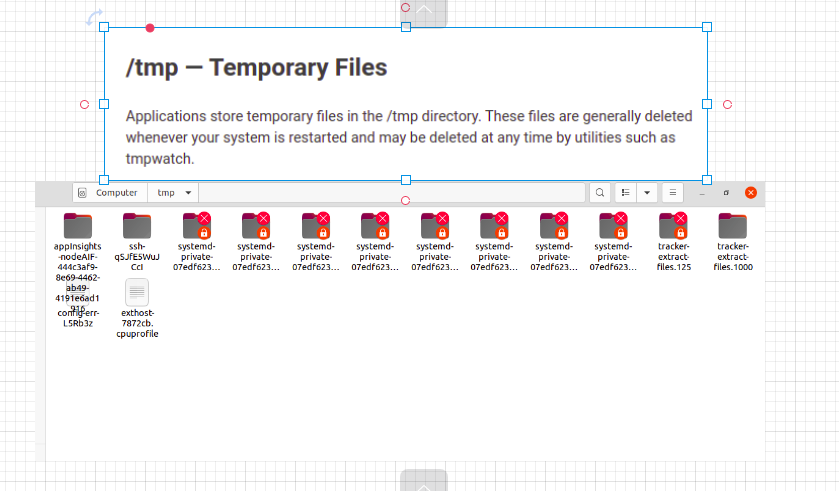 /tmp — Temporary Files
Applications store temporary files in the /tmp directory. These files are generally deleted
whenever your system is restarted and may be deleted at any time by utilities such as
tmpwatch.
Computer tmp
appInsights
-nodeAIF-
444c3af9-
8e69-4462-
ab49-
4191e6ad1
916
ssh-
qSJfE5WuJ
CcI
systemd-
private-
07edf623…
systemd-
private-
07edf623…
systemd-
private-
07edf623…
systemd-
private-
07edf623…
systemd-
private-
07edf623…
systemd-
private-
07edf623…
systemd-
private-
07edf623…
systemd-
private-
07edf623…
tracker-
extract-
files.125
tracker-
extract-
files.1000
config-err-
L5Rb3z
exthost-
7872cb.
cpuprofile